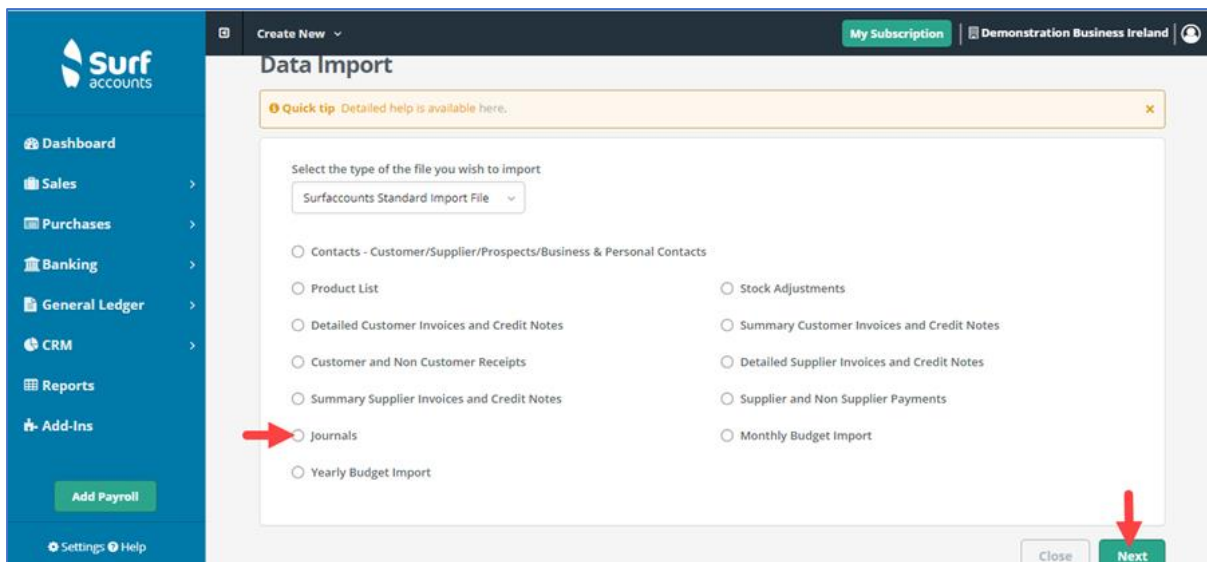 Surf
accounts
Create New
My Subscription
Demonstration Business Ireland
Dashboard
Sales
Purchases
Banking
General Ledger
CRM
Reports
Add-Ins
Add Payroll
Settings Help
Data Import
Quick tip Detailed help is available here.
Select the type of the file you wish to import
Surfaccounts Standard Import File
Contacts - Customer/Supplier/Prospects/Business & Personal Contacts
Product List
Stock Adjustments
Detailed Customer Invoices and Credit Notes
Summary Customer Invoices and Credit Notes
Customer and Non Customer Receipts
Detailed Supplier Invoices and Credit Notes
Summary Supplier Invoices and Credit Notes
Supplier and Non Supplier Payments
Journals
Monthly Budget Import
Yearly Budget Import
Close
Next